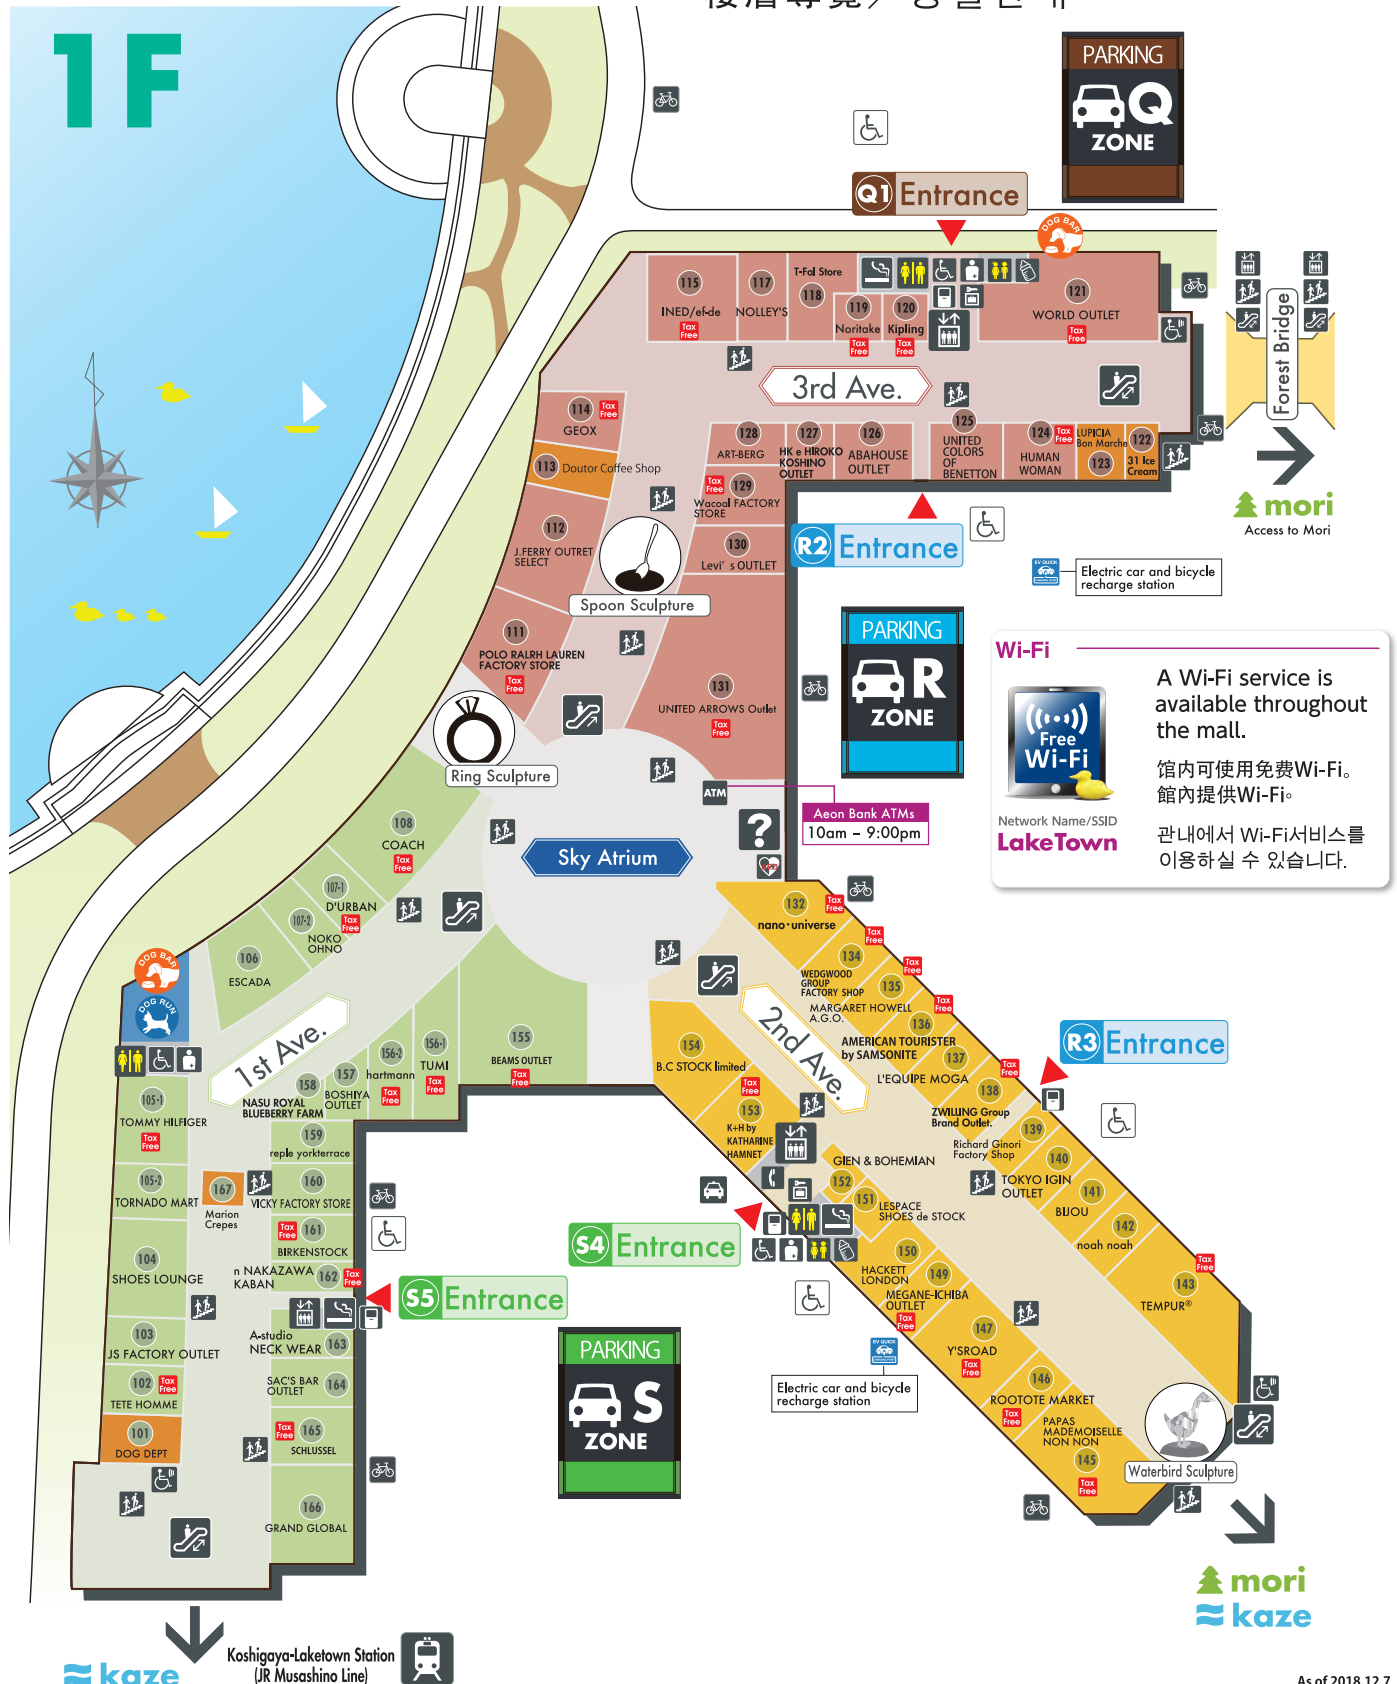 樓層導覽／층별안내
1F
PARKING
Q
ZONE
Q1 Entrance
DOG BAR
115
INED/ef-de
Tax Free
117
NOLLEY'S
T-Fal Store
118
119
Noritake
Tax Free
120
Kipling
Tax Free
121
WORLD OUTLET
Tax Free
Forest Bridge
3rd Ave.
114
Tax Free
GEOX
113
Doutor Coffee Shop
112
J.FERRY OUTRET
SELECT
128
ART-BERG
127
HK e HIROKO
KOSHINO
OUTLET
126
ABAHOUSE
OUTLET
125
UNITED
COLORS
OF
BENETTON
124
Tax Free
HUMAN
WOMAN
LUPICIA
Bon Marche
123
122
31 Ice
Cream
Tax Free
129
Wacoal FACTORY
STORE
130
Levi's OUTLET
mori
Access to Mori
R2 Entrance
EV QUICK
Electric car and bicycle
recharge station
Spoon Sculpture
111
POLO RALRH LAUREN
FACTORY STORE
Tax Free
131
UNITED ARROWS Outlet
Tax Free
PARKING
R
ZONE
Wi-Fi
Free
Wi-Fi
Network Name/SSID
LakeTown
A Wi-Fi service is
available throughout
the mall.
馆内可使用免费Wi-Fi。
館內提供Wi-Fi。
관내에서 Wi-Fi서비스를
이용하실 수 있습니다.
Ring Sculpture
ATM
Aeon Bank ATMs
10am – 9:00pm
?
Sky Atrium
108
COACH
Tax Free
107-1
D'URBAN
Tax Free
107-2
NOKO
OHNO
106
ESCADA
DOG BAR
DOG RUN
1st Ave.
132
Tax Free
nano・universe
134
Tax Free
WEDGWOOD
GROUP
FACTORY SHOP
135
Tax Free
MARGARET HOWELL
A.G.O.
136
Tax Free
AMERICAN TOURISTER
by SAMSONITE
137
L'EQUIPE MOGA
138
Tax Free
ZWILLING Group
Brand Outlet.
139
Richard Ginori
Factory Shop
140
TOKYO IGIN
OUTLET
141
BIJOU
142
noah noah
143
Tax Free
TEMPUR®
2nd Ave.
R3 Entrance
154
B.C STOCK limited
Tax Free
153
K+H by
KATHARINE
HAMNET
155
BEAMS OUTLET
Tax Free
156-1
TUMI
Tax Free
156-2
hartmann
Tax Free
157
BOSHIYA
OUTLET
158
NASU ROYAL
BLUEBERRY FARM
159
reple yorkterrace
160
VICKY FACTORY STORE
Tax Free
161
BIRKENSTOCK
n NAKAZAWA
KABAN
162
Tax Free
105-1
TOMMY HILFIGER
Tax Free
105-2
TORNADO MART
167
Marion
Crepes
104
SHOES LOUNGE
103
JS FACTORY OUTLET
102
Tax Free
TETE HOMME
101
DOG DEPT
A-studio
NECK WEAR
163
SAC'S BAR
OUTLET
164
Tax Free
165
SCHLUSSEL
166
GRAND GLOBAL
S5 Entrance
S4 Entrance
GIEN & BOHEMIAN
152
151
LESPACE
SHOES de STOCK
150
HACKETT
LONDON
149
MEGANE-ICHIBA
OUTLET
Tax Free
147
Y'SROAD
Tax Free
146
ROOTOTE MARKET
Tax Free
PAPAS
MADEMOISELLE
NON NON
145
Tax Free
Waterbird Sculpture
PARKING
S
ZONE
EV QUICK
Electric car and bicycle
recharge station
mori
kaze
kaze
Koshigaya-Laketown Station
(JR Musashino Line)
As of 2018.12.7